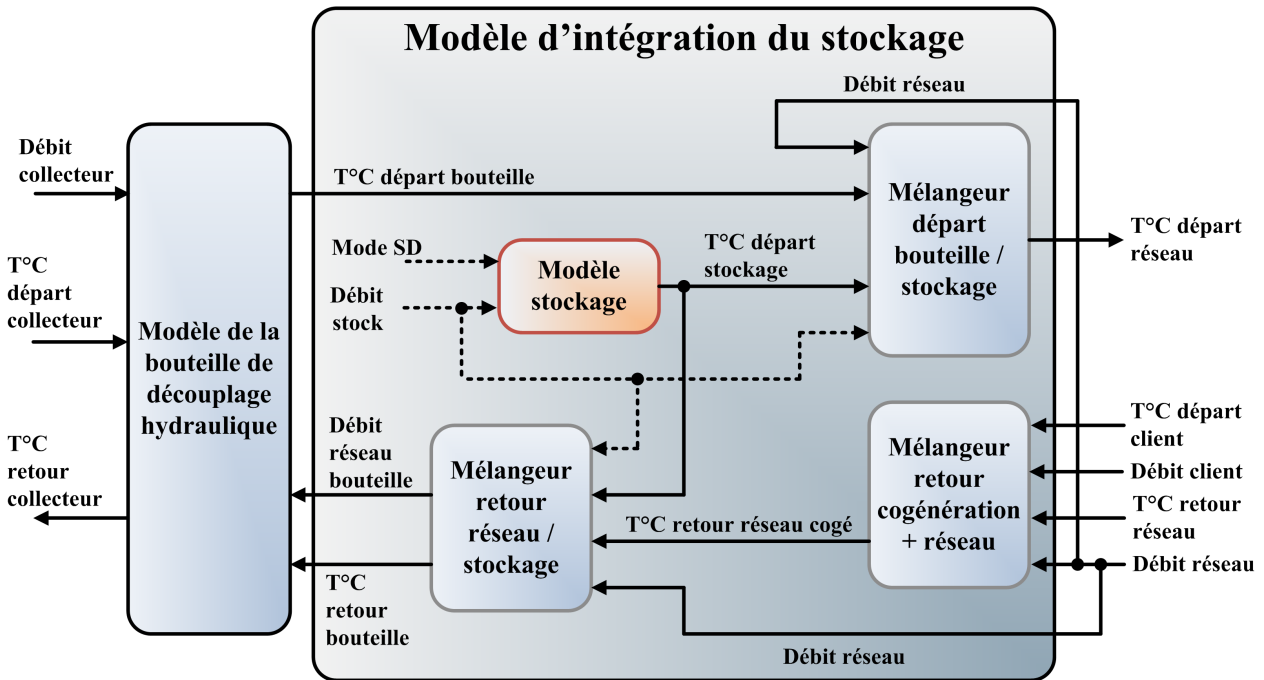 Modèle d'intégration du stockage
Débit réseau
Débit
collecteur
T°C départ bouteille
Mélangeur
départ
bouteille /
stockage
T°C départ
réseau
Mode SD
Modèle
stockage
T°C départ
stockage
T°C
départ
collecteur
Débit
stock
Modèle de la
bouteille de
découplage
hydraulique
T°C départ
client
Débit client
T°C retour
réseau
Débit réseau
Débit
réseau
bouteille
Mélangeur
retour
réseau /
stockage
T°C retour réseau cogé
Mélangeur
retour
cogénération
+ réseau
T°C
retour
collecteur
T°C
retour
bouteille
Débit réseau